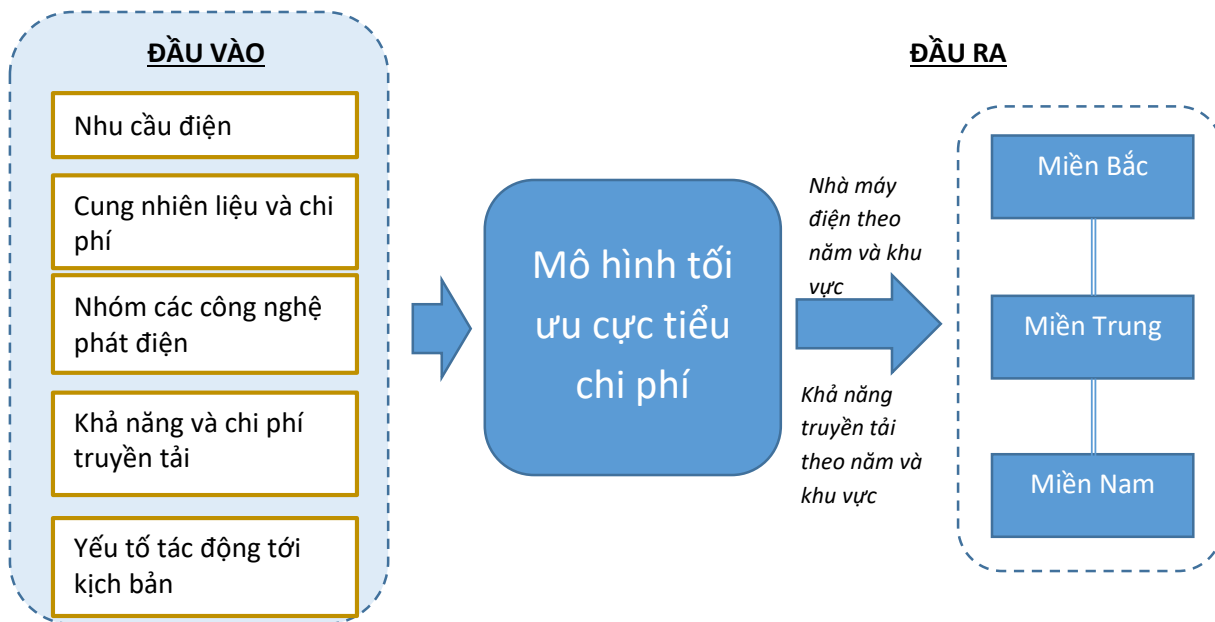 ĐẦU VÀO
Nhu cầu điện
Cung nhiên liệu và chi
phí
Nhóm các công nghệ
phát điện
Khả năng và chi phí
truyền tải
Yếu tố tác động tới
kịch bản
Mô hình tối
ưu cực tiểu
chi phí
Nhà máy
điện theo
năm và khu
vực
Khả năng
truyền tải
theo năm và
khu vực
ĐẦU RA
Miền Bắc
Miền Trung
Miền Nam